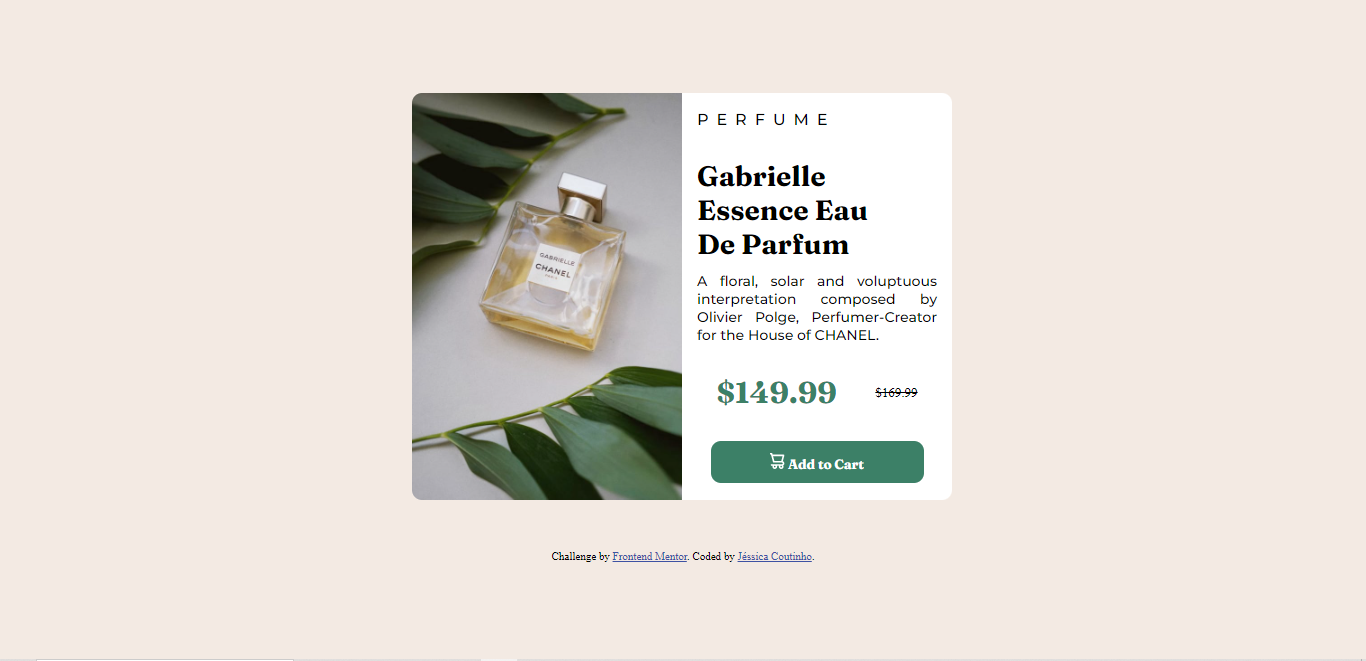 PERFUME
Gabrielle
Essence Eau
De Parfum
A floral, solar and voluptuous
interpretation composed by
Olivier Polge, Perfumer-Creator
for the House of CHANEL.
$149.99
$169.99
Add to Cart
GABRIELLE
CHANEL
PARIS
Challenge by Frontend Mentor. Coded by Jéssica Coutinho.